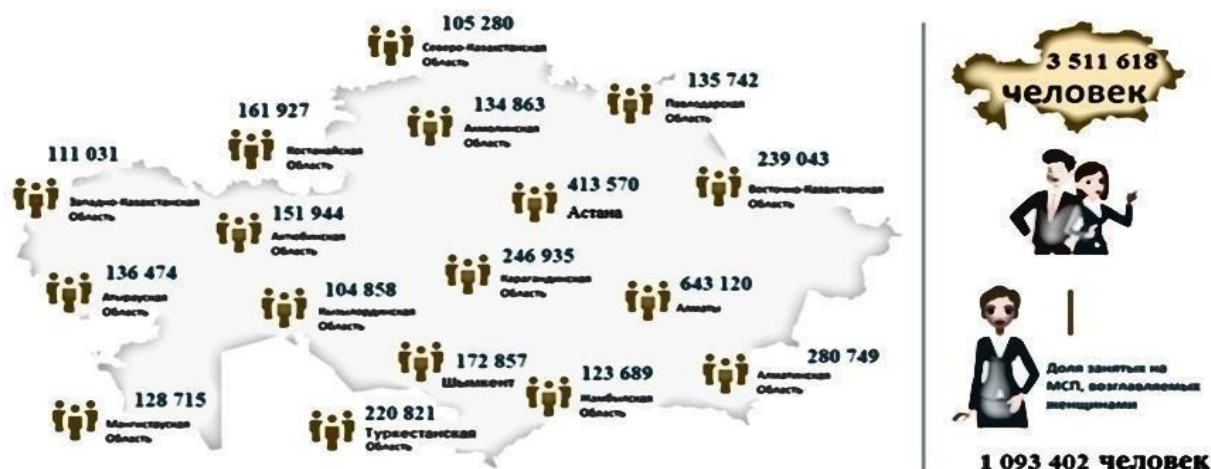 105 280
Северо-Казахстанская
Область
135 742
Павлодарская
Область
134 863
Акмолинская
Область
161 927
Костанайская
Область
111 031
Западно-Казахстанская
Область
239 043
Восточно-Казахстанская
Область
413 570
Астана
151 944
Актюбинская
Область
246 935
Карагандинская
Область
136 474
Атырауская
Область
104 858
Кызылординская
Область
643 120
Алматы
172 857
Шымкент
123 689
Жамбылская
Область
280 749
Алматинская
Область
128 715
Мангистауская
Область
220 821
Туркестанская
Область
3 511 618
человек
Доля занятых на
МСП, возглавляемых
женщинами
1 093 402 человек